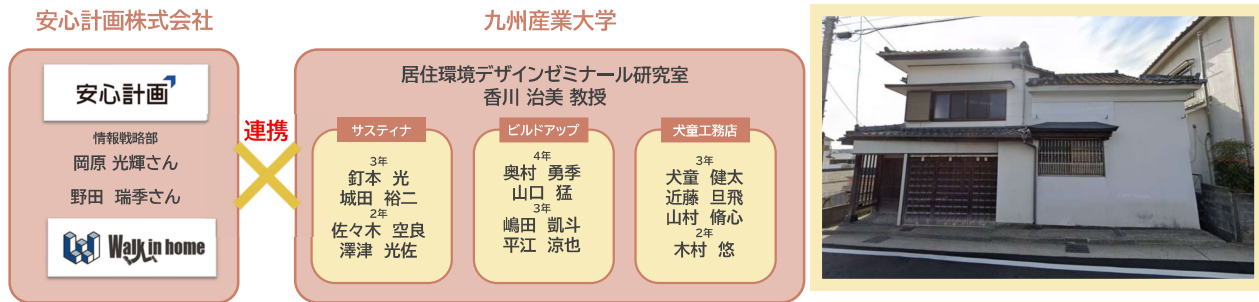 安心計画株式会社
安心計画
情報戦略部
岡原 光輝さん
野田 瑞季さん
Walk in home
連携
九州産業大学
居住環境デザインゼミナール研究室
香川 治美 教授
サスティナ
3年
釘本 光
城田 裕二
2年
佐々木 空良
澤津 光佐
ビルドアップ
4年
奥村 勇季
山口 猛
3年
嶋田 凱斗
平江 涼也
犬童工務店
3年
犬童 健太
近藤 旦飛
山村 脩心
2年
木村 悠